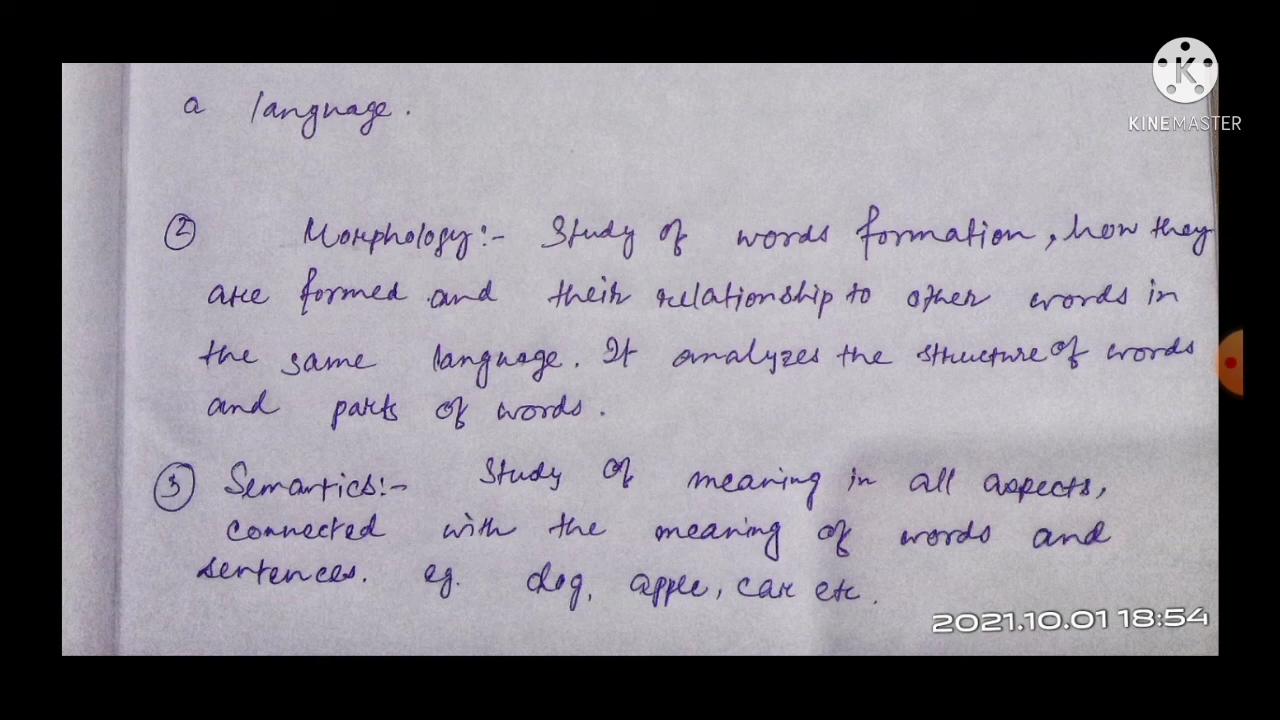 KINEMASTER
a language.
② Morphology:- Study of words formation, how they
are formed and their relationship to other words in
the same language. It analyzes the structure of words
and parts of words.
③ Semantics:- Study of meaning in all aspects,
connected with the meaning of words and
sentences. eg. dog, apple, car etc.
2021.10.01 18:54